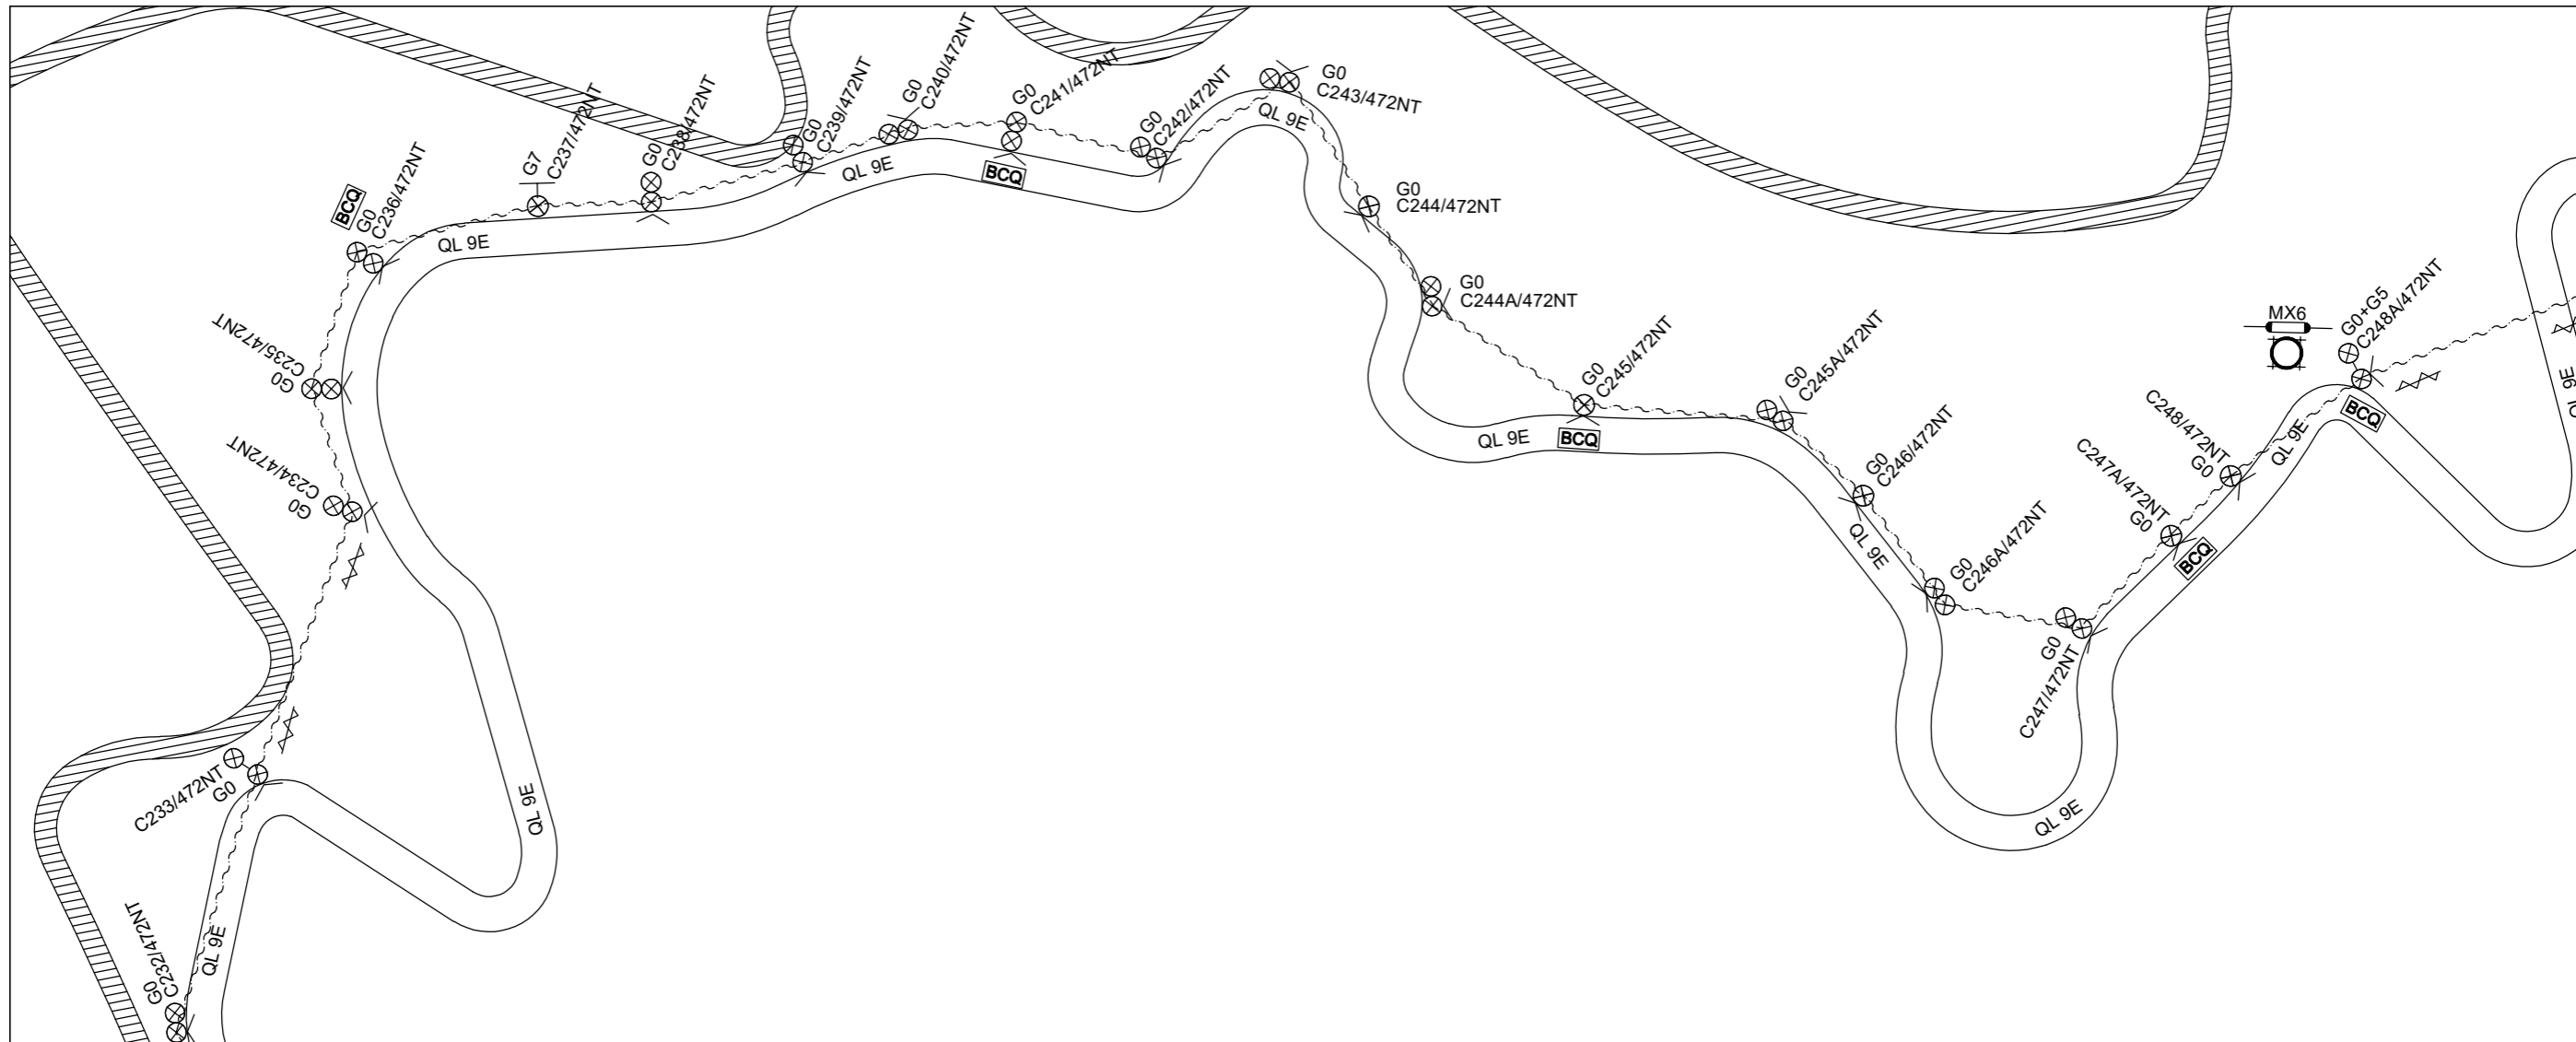 G0
C232/472NT
QL 9E
C233/472NT
G0
QL 9E
C234/472NT
G0
C235/472NT
G0
BCQ
G0
C236/472NT
QL 9E
G7
C237/472NT
G0
C238/472NT
G0
C239/472NT
QL 9E
G0
C240/472NT
G0
C241/472NT
BCQ
G0
C242/472NT
QL 9E
G0
C243/472NT
G0
C244/472NT
G0
C244A/472NT
QL 9E
G0
C245/472NT
BCQ
G0
C245A/472NT
G0
C246/472NT
QL 9E
G0
C246A/472NT
QL 9E
G0
C247/472NT
C247A/472NT
G0
BCQ
C248/472NT
G0
QL 9E
MX6
G0+G5
C248A/472NT
BCQ
QL 9E